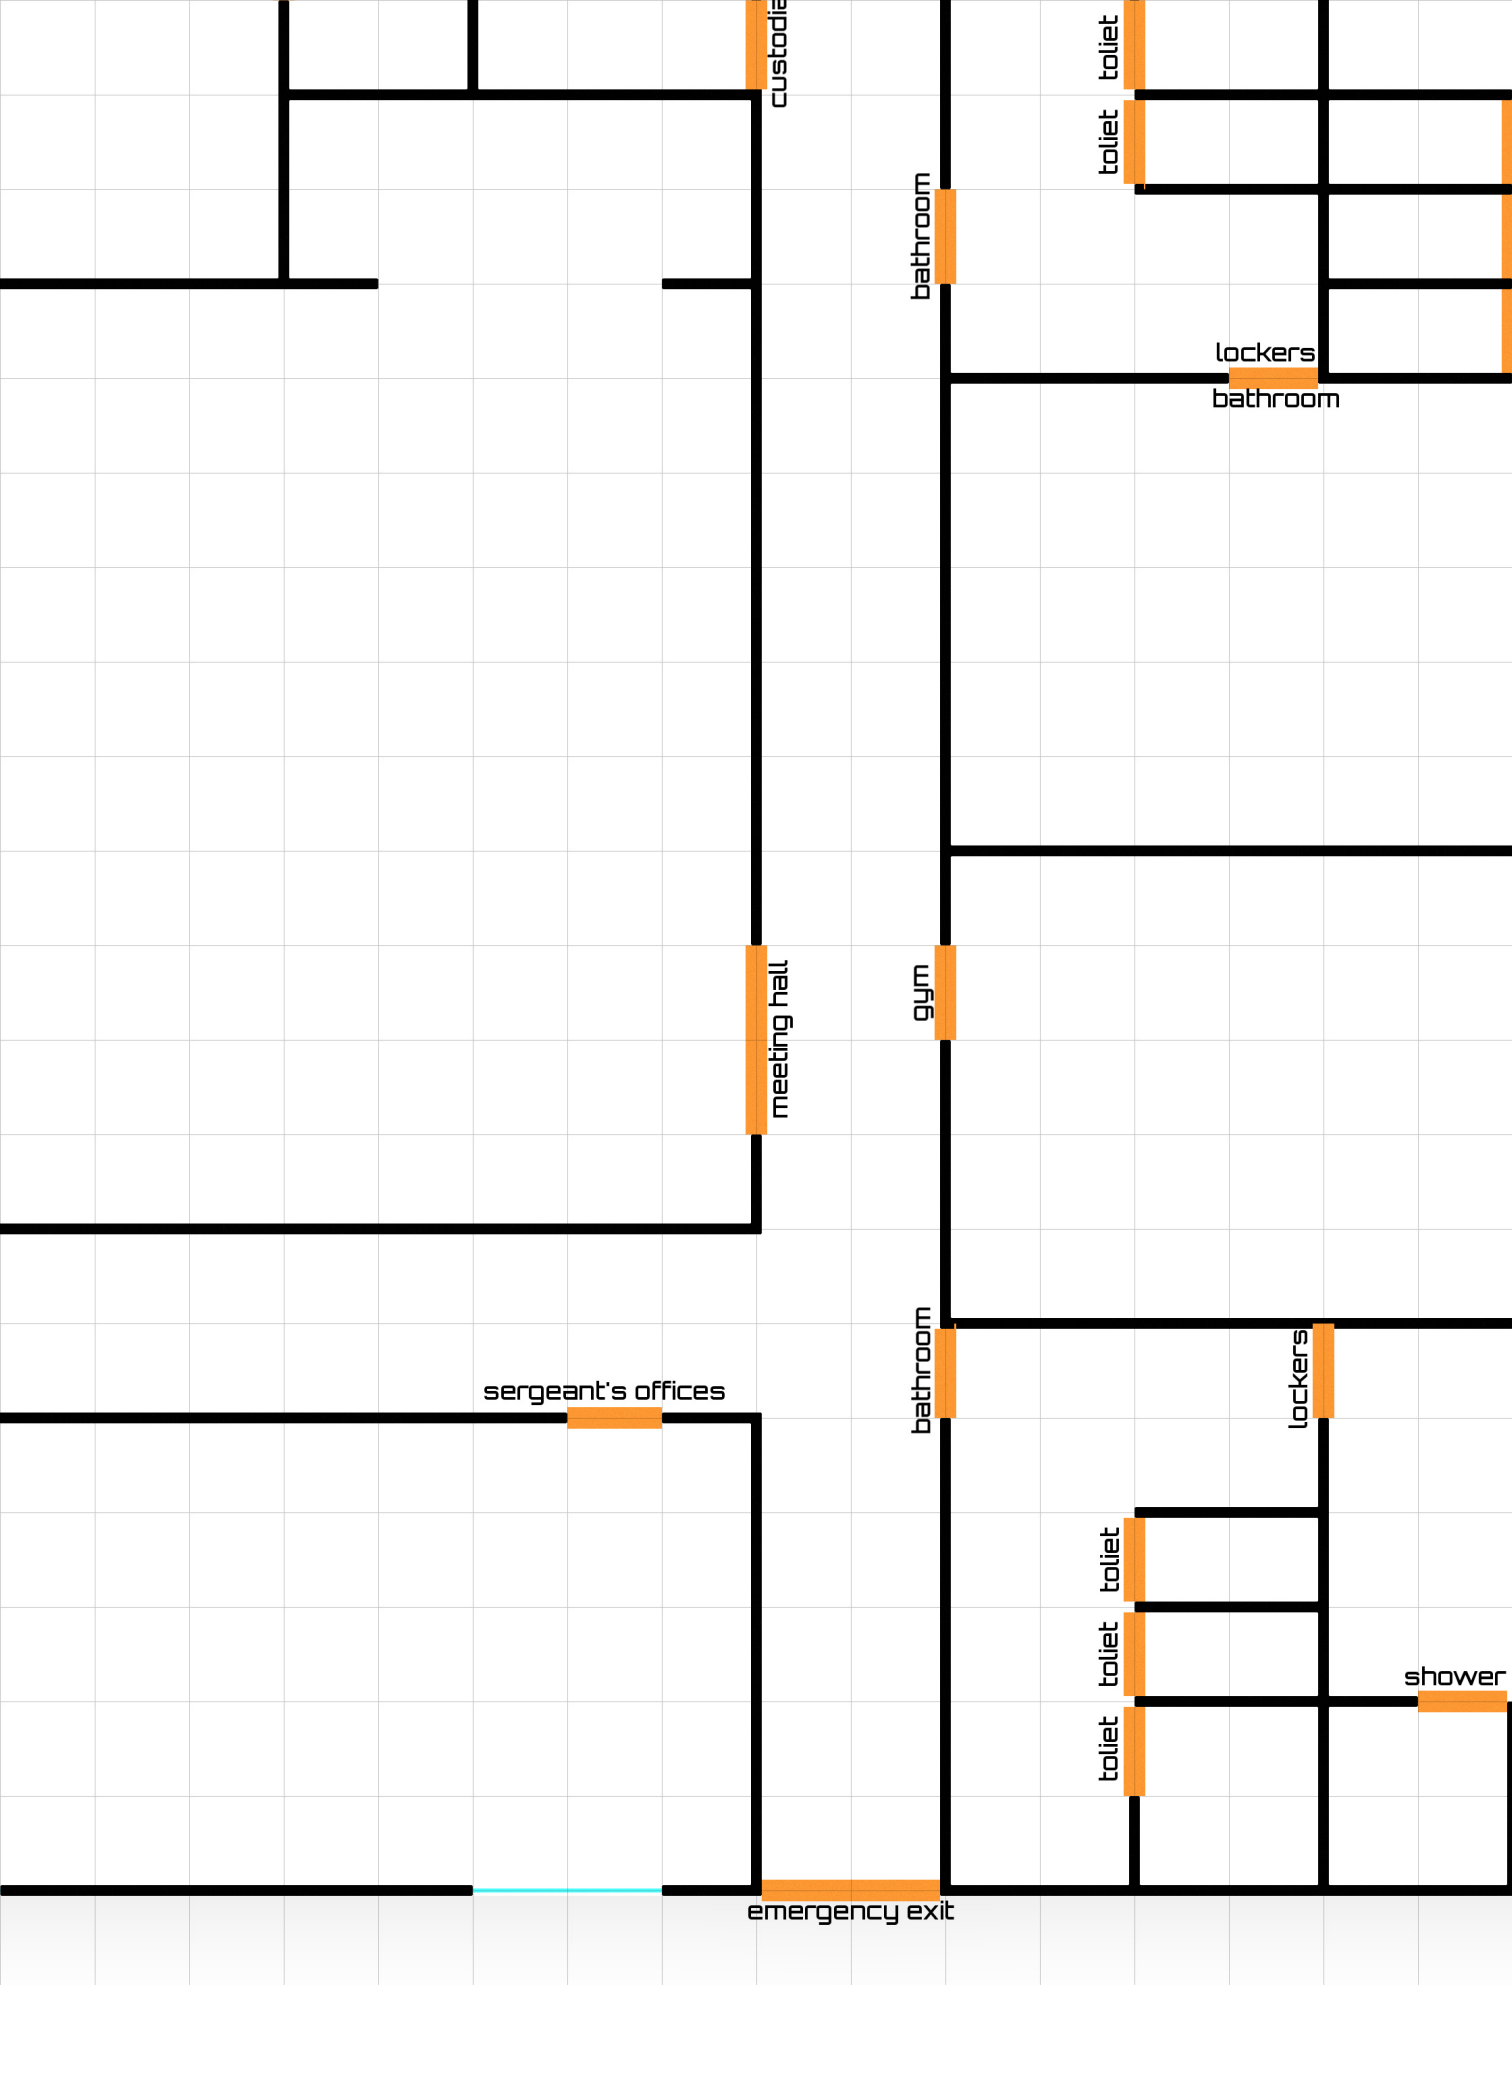 toliet
toliet
bathroom
lockers
bathroom
meeting hall
gym
bathroom
lockers
sergeant's offices
toliet
toliet
shower
toliet
emergency exit